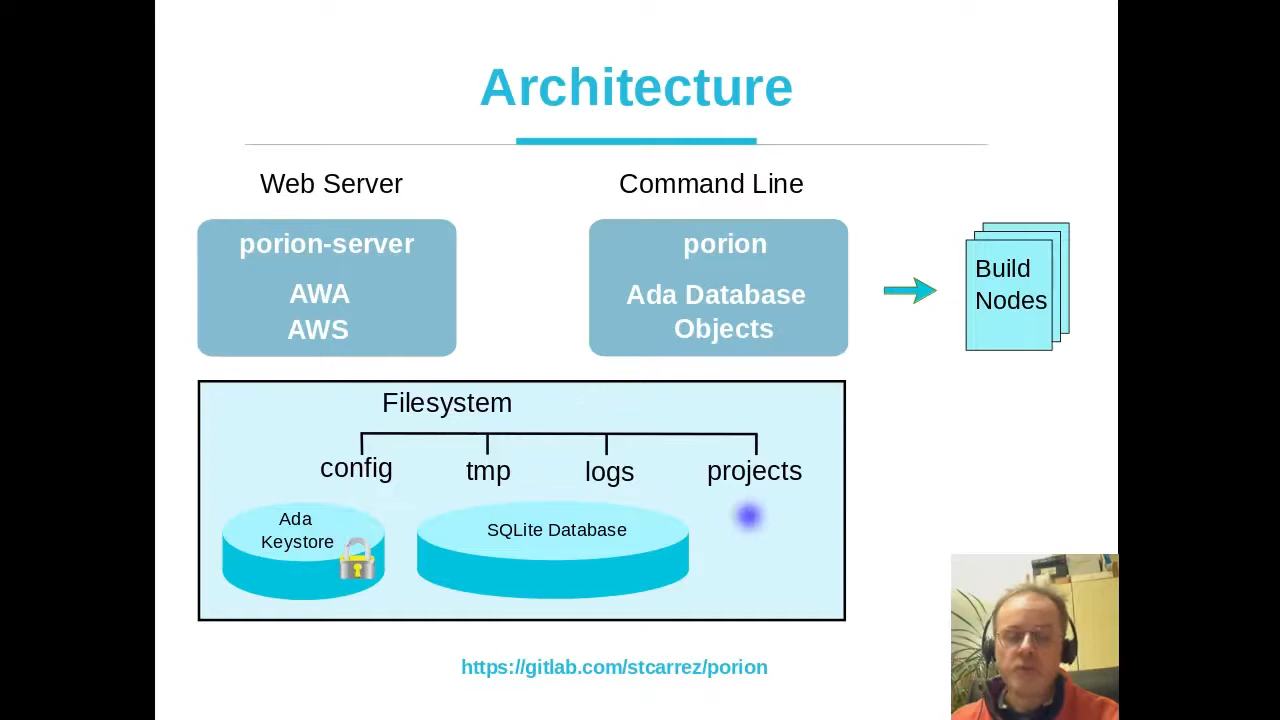 Architecture
Web Server
Command Line
porion-server
AWA
AWS
porion
Ada Database
Objects
Build
Nodes
Filesystem
config
tmp
logs
projects
Ada
Keystore
SQLite Database
https://gitlab.com/stcarrez/porion